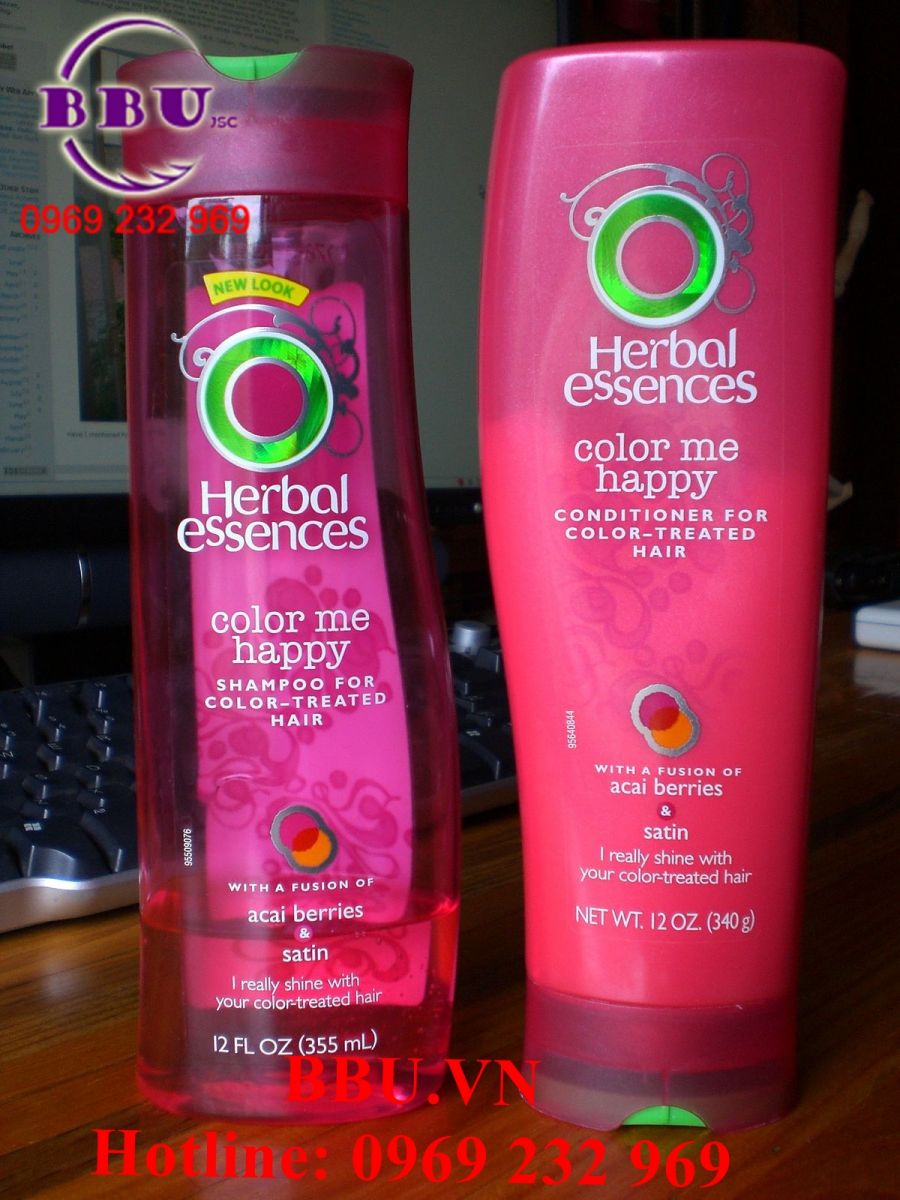 BBU JSC
0969 232 969
NEW LOOK
Herbal
essences
color me
happy
SHAMPOO FOR
COLOR-TREATED
HAIR
95509076
WITH A FUSION OF
acai berries
&
satin
I really shine with
your color-treated hair
12 FL OZ (355 mL)
Herbal
essences
color me
happy
CONDITIONER FOR
COLOR-TREATED
HAIR
95640844
WITH A FUSION OF
acai berries
&
satin
I really shine with
your color-treated hair
NET WT. 12 OZ. (340 g)
BBU.VN
Hotline: 0969 232 969